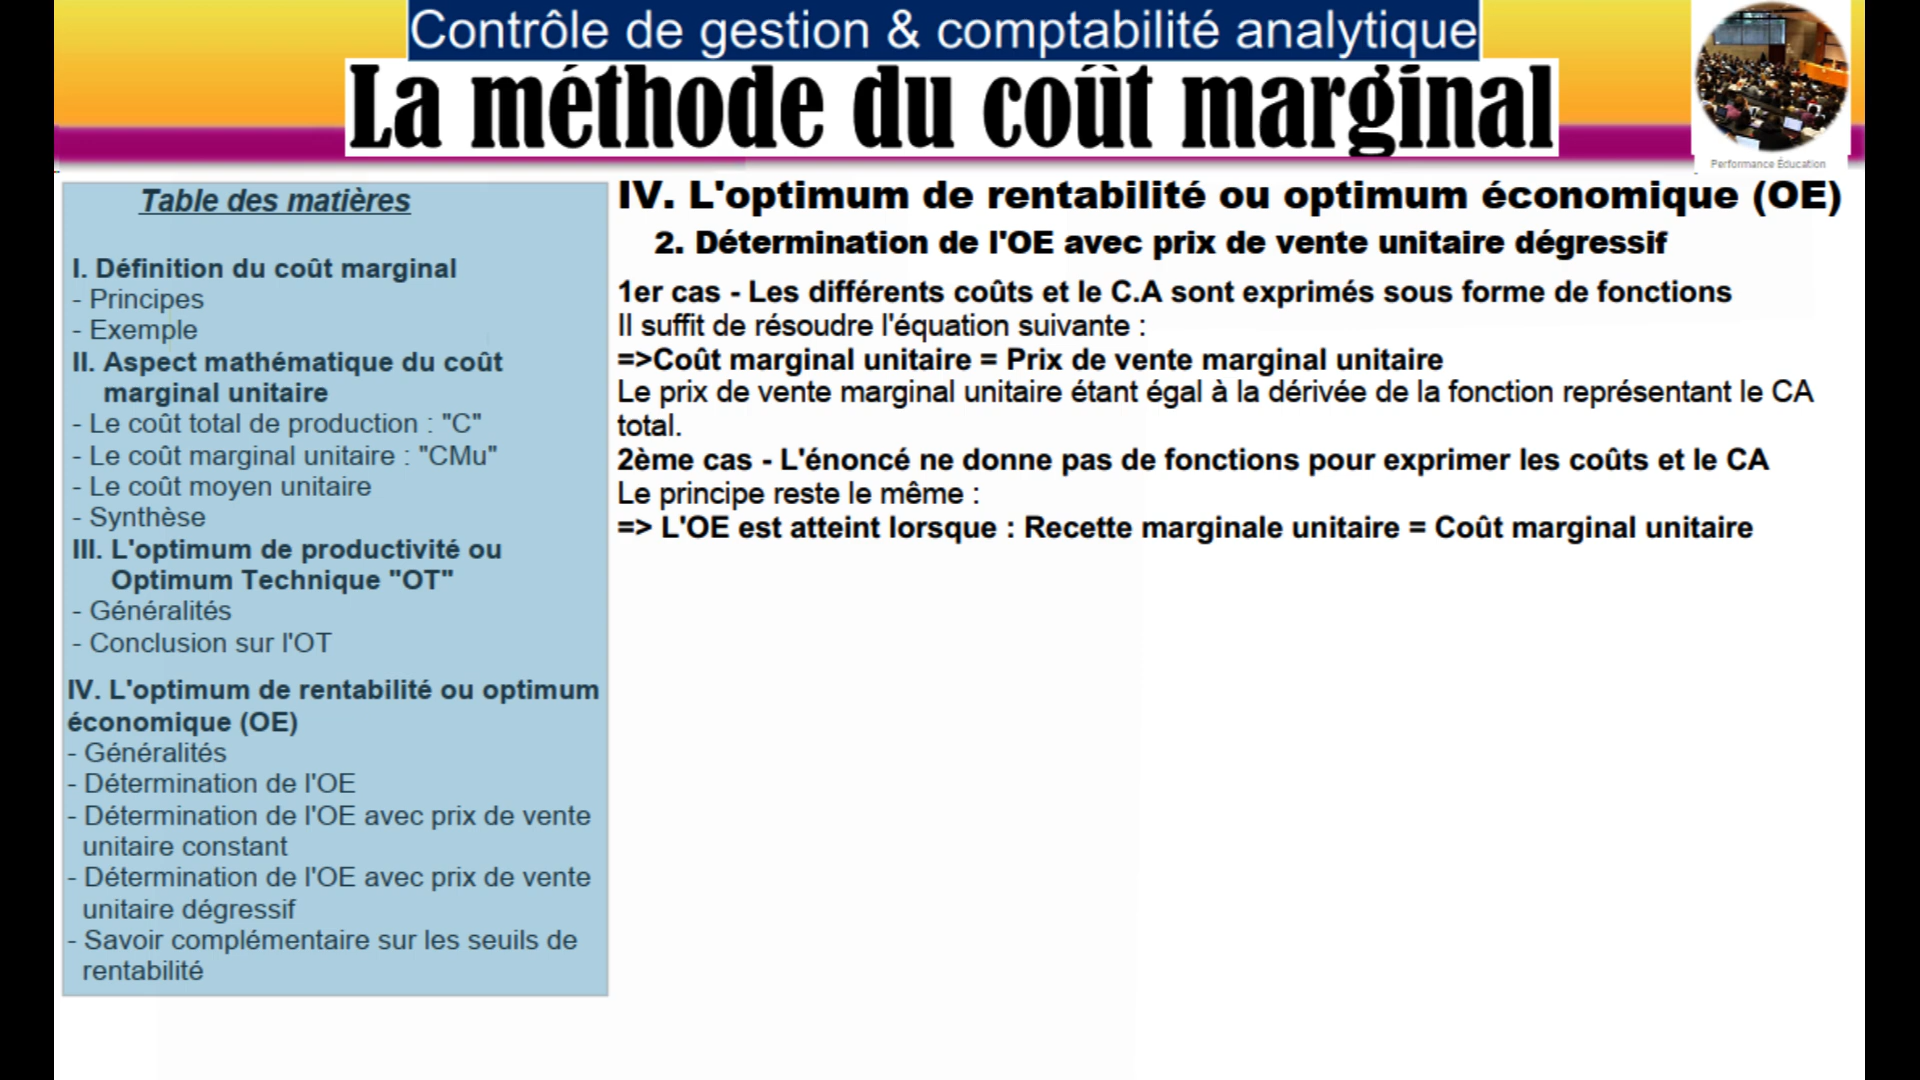 Contrôle de gestion & comptabilité analytique
La méthode du coût marginal
Performance Éducation
Table des matières
I. Définition du coût marginal
- Principes
- Exemple
II. Aspect mathématique du coût
marginal unitaire
- Le coût total de production : "C"
- Le coût marginal unitaire : "CMu"
- Le coût moyen unitaire
- Synthèse
III. L'optimum de productivité ou
Optimum Technique "OT"
- Généralités
- Conclusion sur l'OT
IV. L'optimum de rentabilité ou optimum
économique (OE)
- Généralités
- Détermination de l'OE
- Détermination de l'OE avec prix de vente
unitaire constant
- Détermination de l'OE avec prix de vente
unitaire dégressif
- Savoir complémentaire sur les seuils de
rentabilité
IV. L'optimum de rentabilité ou optimum économique (OE)
2. Détermination de l'OE avec prix de vente unitaire dégressif
1er cas - Les différents coûts et le C.A sont exprimés sous forme de fonctions
Il suffit de résoudre l'équation suivante :
=>Coût marginal unitaire = Prix de vente marginal unitaire
Le prix de vente marginal unitaire étant égal à la dérivée de la fonction représentant le CA
total.
2ème cas - L'énoncé ne donne pas de fonctions pour exprimer les coûts et le CA
Le principe reste le même :
=> L'OE est atteint lorsque : Recette marginale unitaire = Coût marginal unitaire